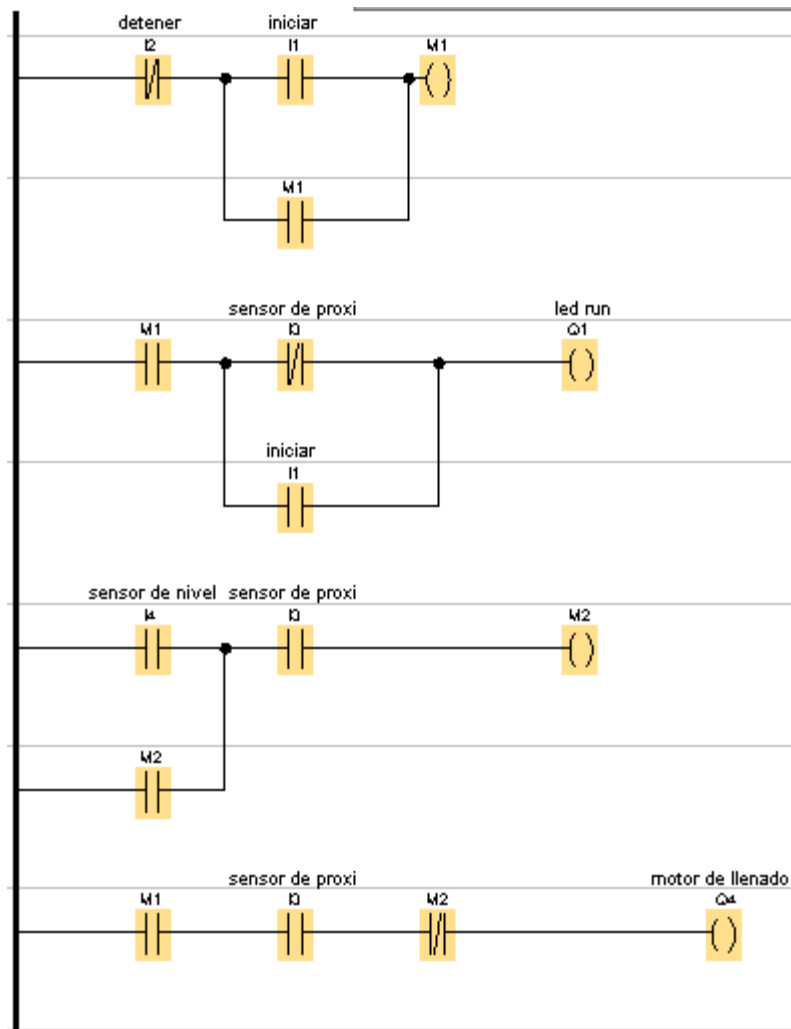 detener iniciar
I2 I1 M1
M1
sensor de proxi led run
M1 I3 Q1
iniciar
I1
sensor de nivel sensor de proxi
I4 I3 M2
M2
sensor de proxi motor de llenado
M1 I3 M2 Q4